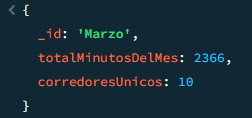 {
_id: 'Marzo',
totalMinutosDelMes: 2366,
corredoresUnicos: 10
}